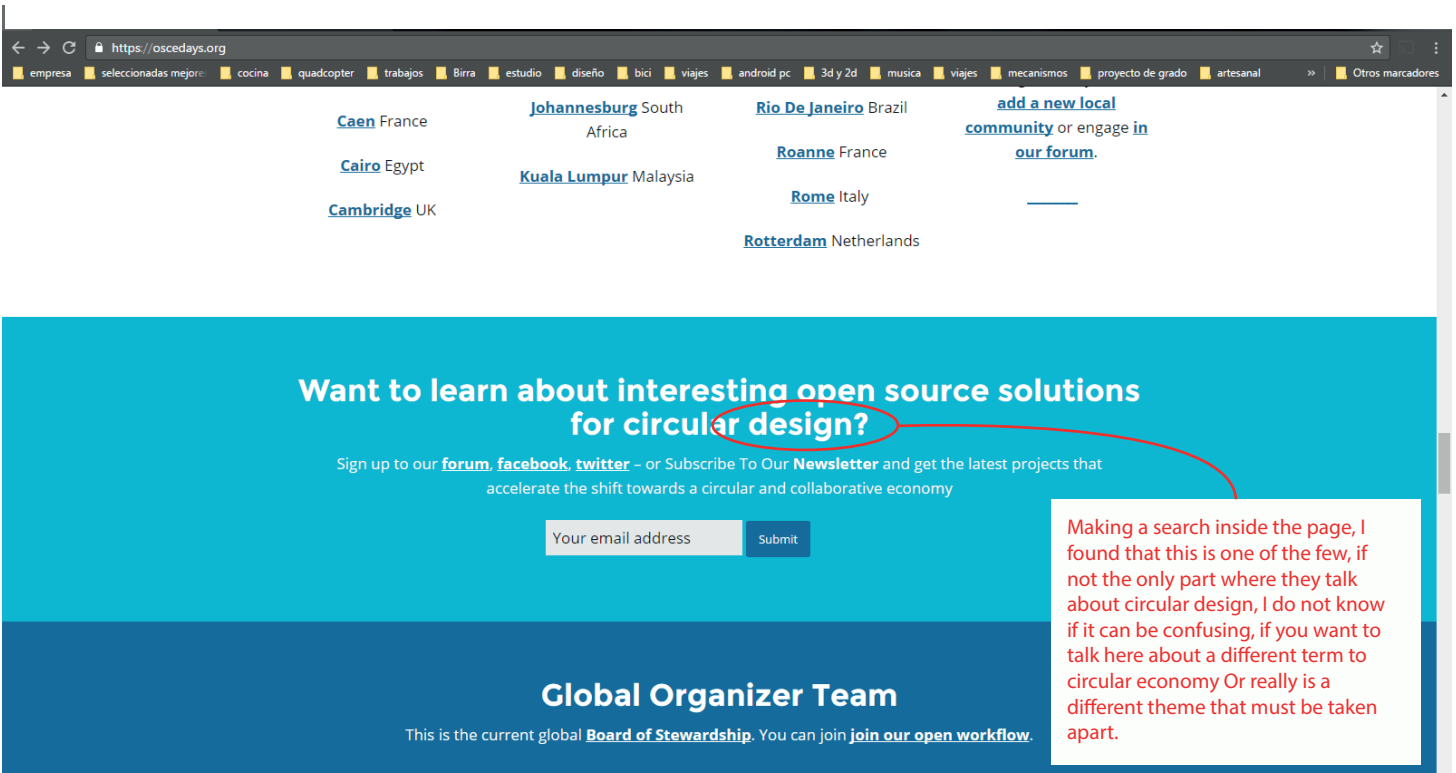 https://oscedays.org
empresa seleccionadas mejore cocina quadcopter trabajos Birra estudio diseño bici viajes android pc 3d y 2d musica viajes mecanismos proyecto de grado artesanal » Otros marcadores
Caen France
Cairo Egypt
Cambridge UK
Johannesburg South
Africa
Kuala Lumpur Malaysia
Rio De Janeiro Brazil
Roanne France
Rome Italy
Rotterdam Netherlands
add a new local
community or engage in
our forum.
Want to learn about interesting open source solutions
for circular design?
Sign up to our forum, facebook, twitter – or Subscribe To Our Newsletter and get the latest projects that
accelerate the shift towards a circular and collaborative economy
Your email address Submit
Making a search inside the page, I
found that this is one of the few, if
not the only part where they talk
about circular design, I do not know
if it can be confusing, if you want to
talk here about a different term to
circular economy Or really is a
different theme that must be taken
apart.
Global Organizer Team
This is the current global Board of Stewardship. You can join join our open workflow.